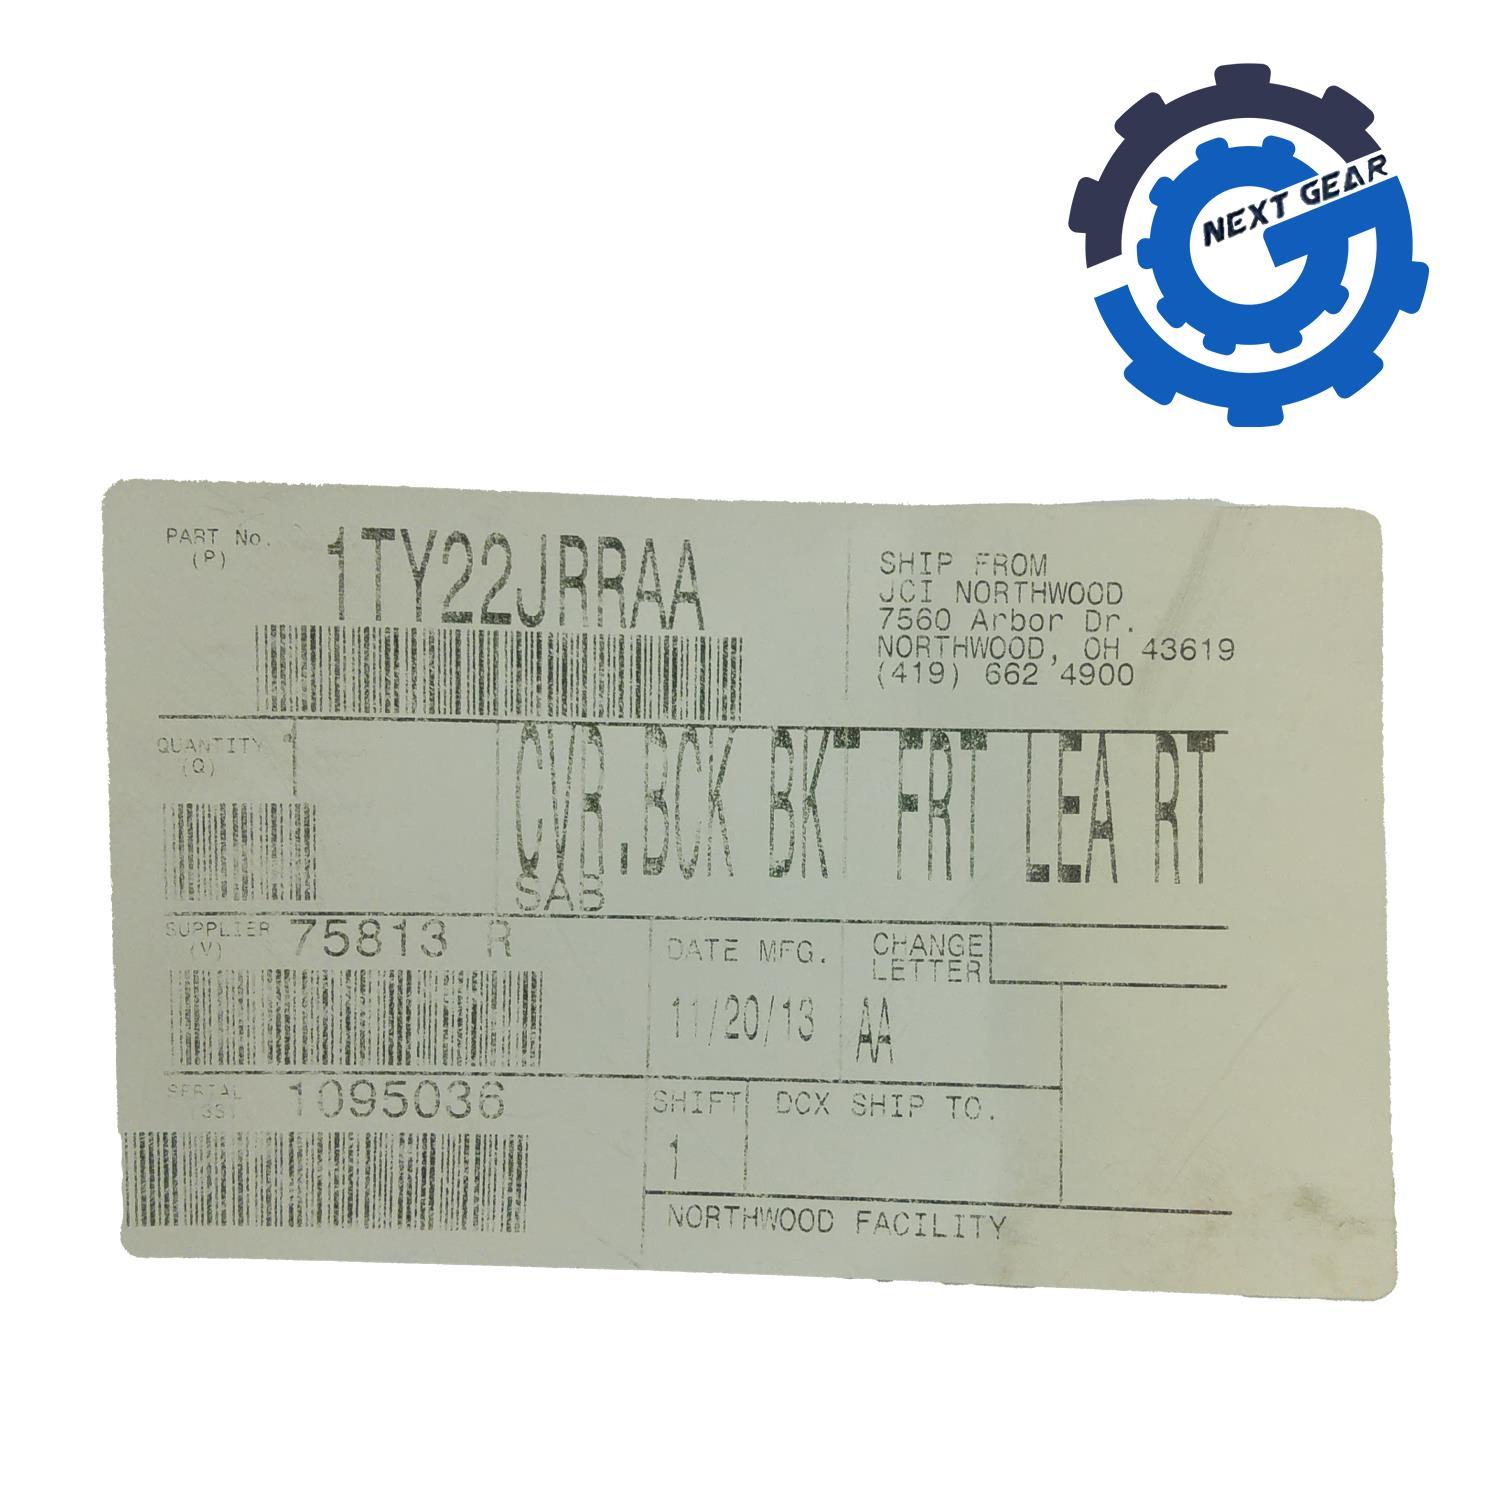 NEXT GEAR
PART No.
(P)
1TY22JRRAA
SHIP FROM
JCI NORTHWOOD
7560 Arbor Dr.
NORTHWOOD, OH 43619
(419) 662 4900
QUANTITY
(Q)
CVR.BCK BKT FRT LEA RT
SAB
SUPPLIER
(V)
75813 R
DATE MFG.
11/20/13
CHANGE
LETTER
AA
SERIAL
(3S)
1095036
SHIFT
1
DCX SHIP TO.
NORTHWOOD FACILITY